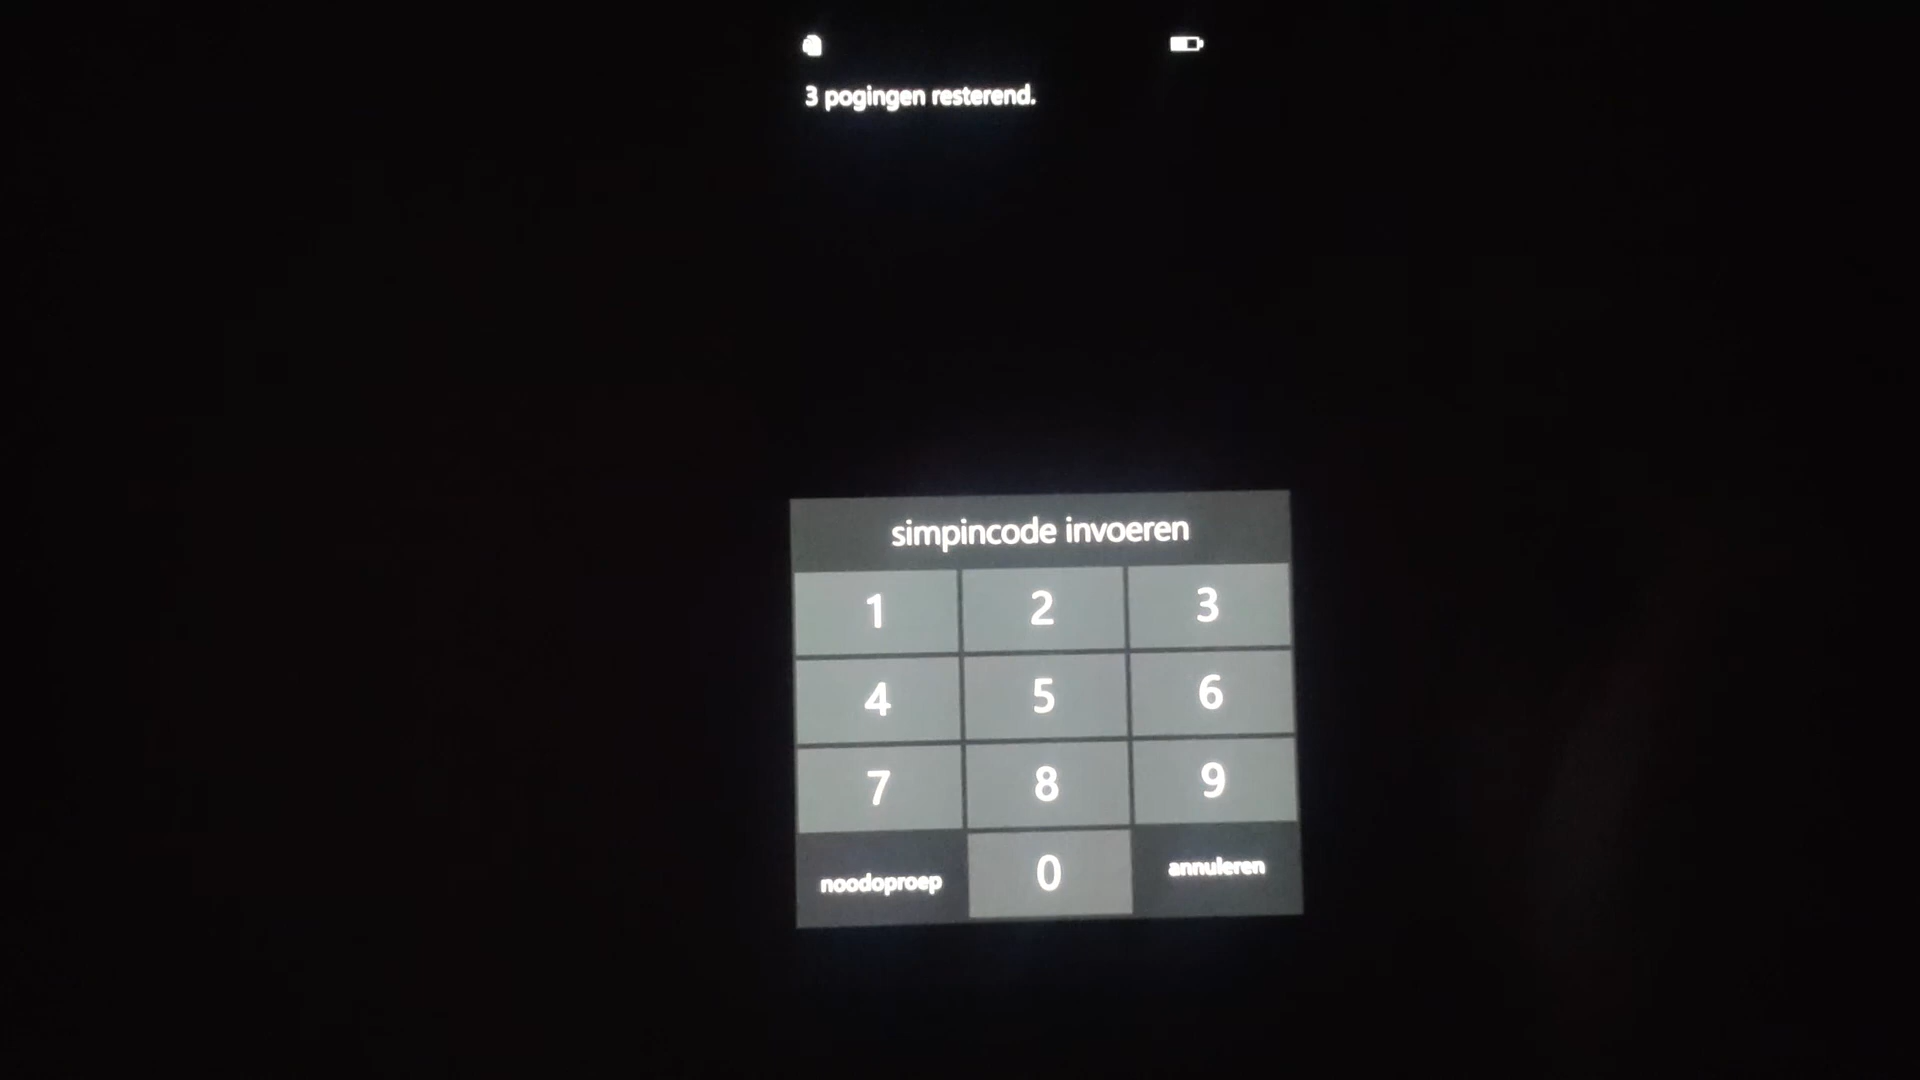 3 pogingen resterend.
simpincode invoeren
1 2 3
4 5 6
7 8 9
noodoproep 0 annuleren